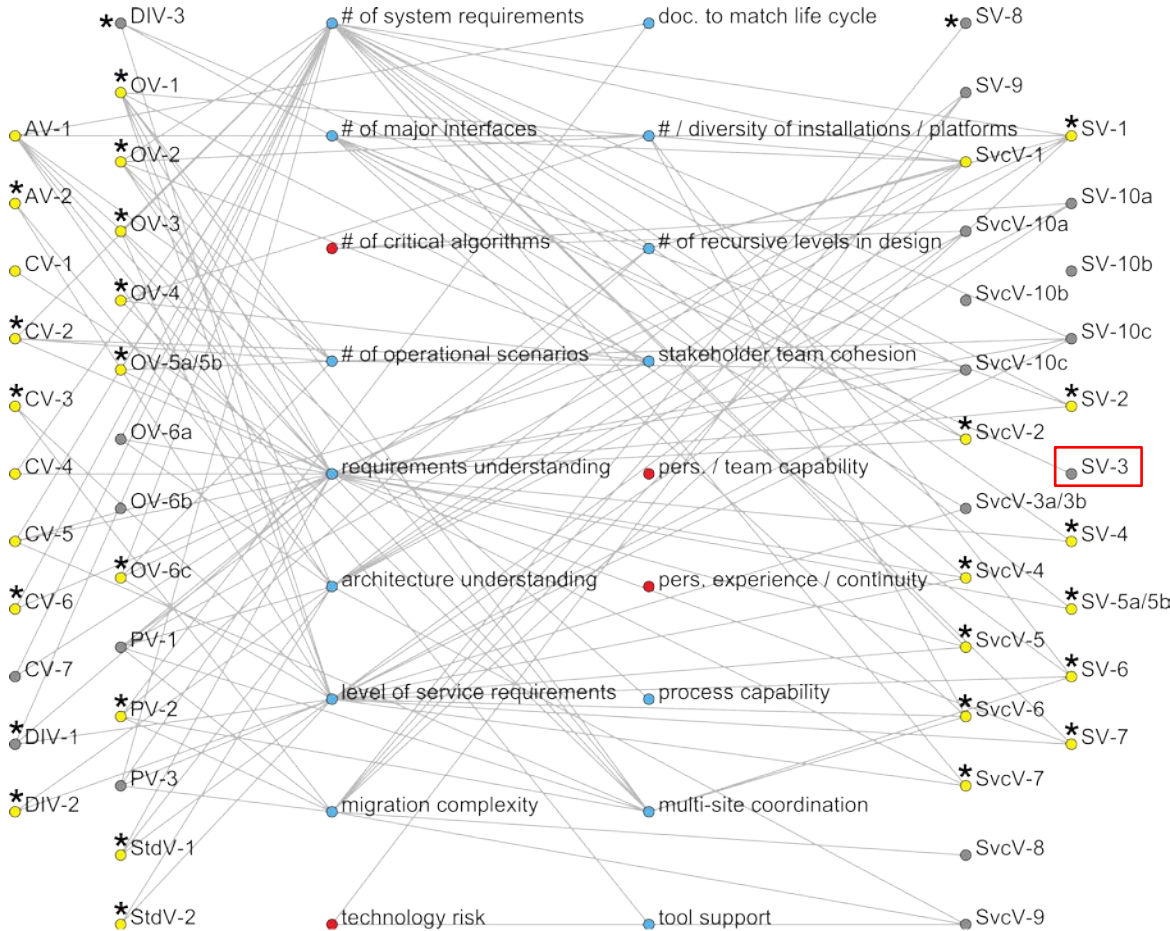 * DIV-3
* OV-1
AV-1
* OV-2
* AV-2
* OV-3
CV-1
* OV-4
* CV-2
* OV-5a/5b
* CV-3
OV-6a
CV-4
OV-6b
CV-5
* OV-6c
* CV-6
PV-1
CV-7
* PV-2
* DIV-1
PV-3
* DIV-2
* StdV-1
* StdV-2
# of system requirements
# of major interfaces
# of critical algorithms
# of operational scenarios
requirements understanding
architecture understanding
level of service requirements
migration complexity
technology risk
doc. to match life cycle
# / diversity of installations / platforms
# of recursive levels in design
stakeholder team cohesion
pers. / team capability
pers. experience / continuity
process capability
multi-site coordination
tool support
* SV-8
SV-9
* SV-1
SvcV-1
SV-10a
SvcV-10a
SV-10b
SvcV-10b
SV-10c
SvcV-10c
* SV-2
* SvcV-2
SV-3
SvcV-3a/3b
* SV-4
* SvcV-4
* SV-5a/5b
* SvcV-5
* SV-6
* SvcV-6
* SV-7
* SvcV-7
SvcV-8
SvcV-9